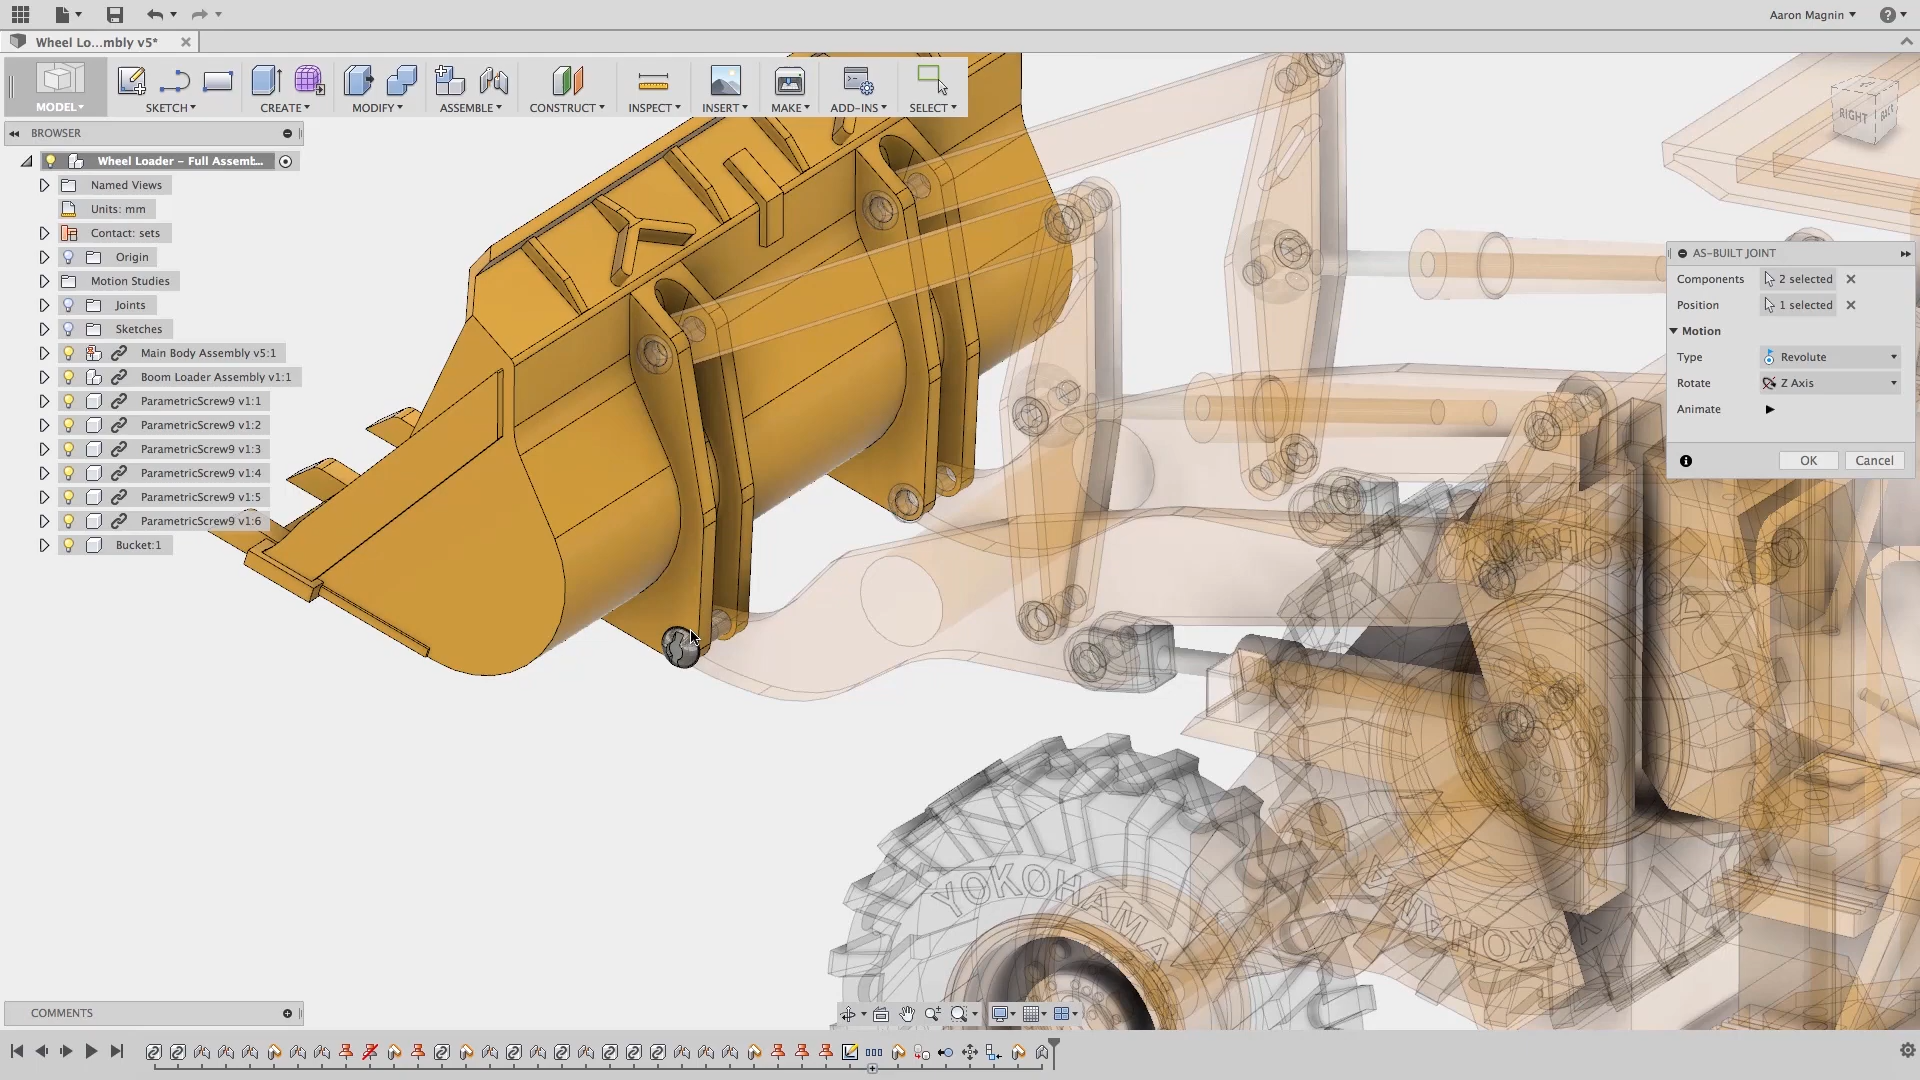 Aaron Magnin
Wheel Lo...mbly v5*
MODEL
SKETCH
CREATE
MODIFY
ASSEMBLE
CONSTRUCT
INSPECT
INSERT
MAKE
ADD-INS
SELECT
RIGHT
BACK
BROWSER
Wheel Loader - Full Assemb...
Named Views
Units: mm
Contact: sets
Origin
Motion Studies
Joints
Sketches
Main Body Assembly v5:1
Boom Loader Assembly v1:1
ParametricScrew9 v1:1
ParametricScrew9 v1:2
ParametricScrew9 v1:3
ParametricScrew9 v1:4
ParametricScrew9 v1:5
ParametricScrew9 v1:6
Bucket:1
AS-BUILT JOINT
Components 2 selected
Position 1 selected
Motion
Type Revolute
Rotate Z Axis
Animate
OK Cancel
YOKOHAMA
YOKOHAMA
COMMENTS